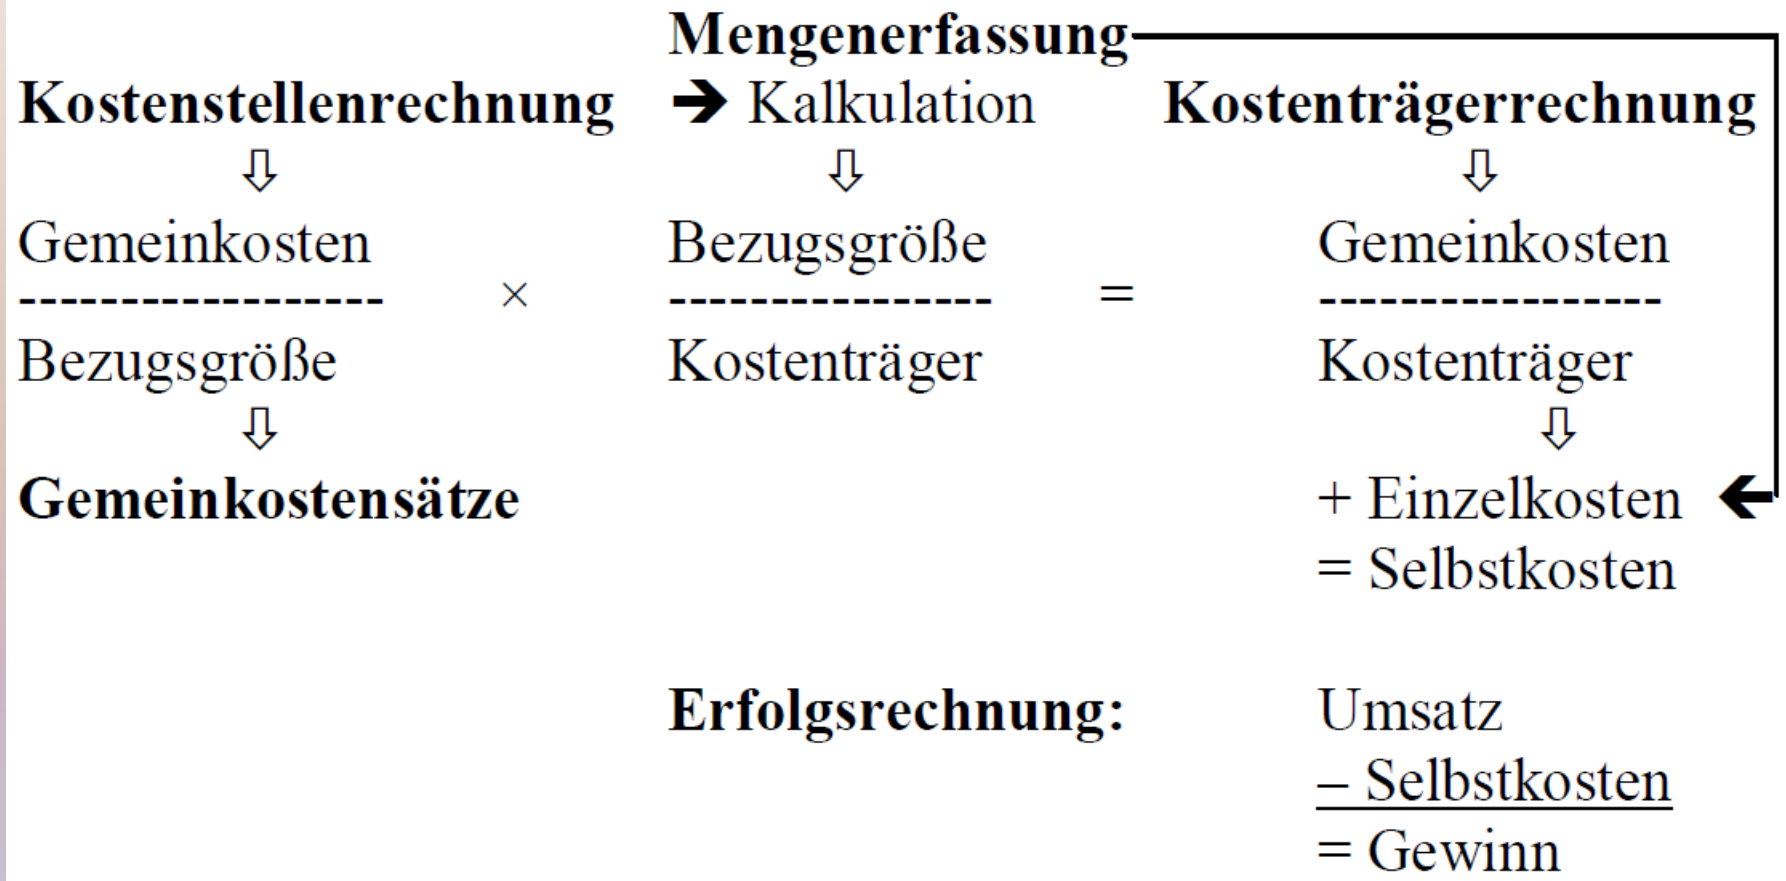 Mengenerfassung
Kostenstellenrechnung ➔ Kalkulation Kostenträgerrechnung
⇩ ⇩ ⇩
Gemeinkosten Bezugsgröße Gemeinkosten
------------------ × ---------------- = -----------------
Bezugsgröße Kostenträger Kostenträger
⇩ ⇩
Gemeinkostensätze + Einzelkosten 🡸
= Selbstkosten
Erfolgsrechnung: Umsatz
– Selbstkosten
= Gewinn